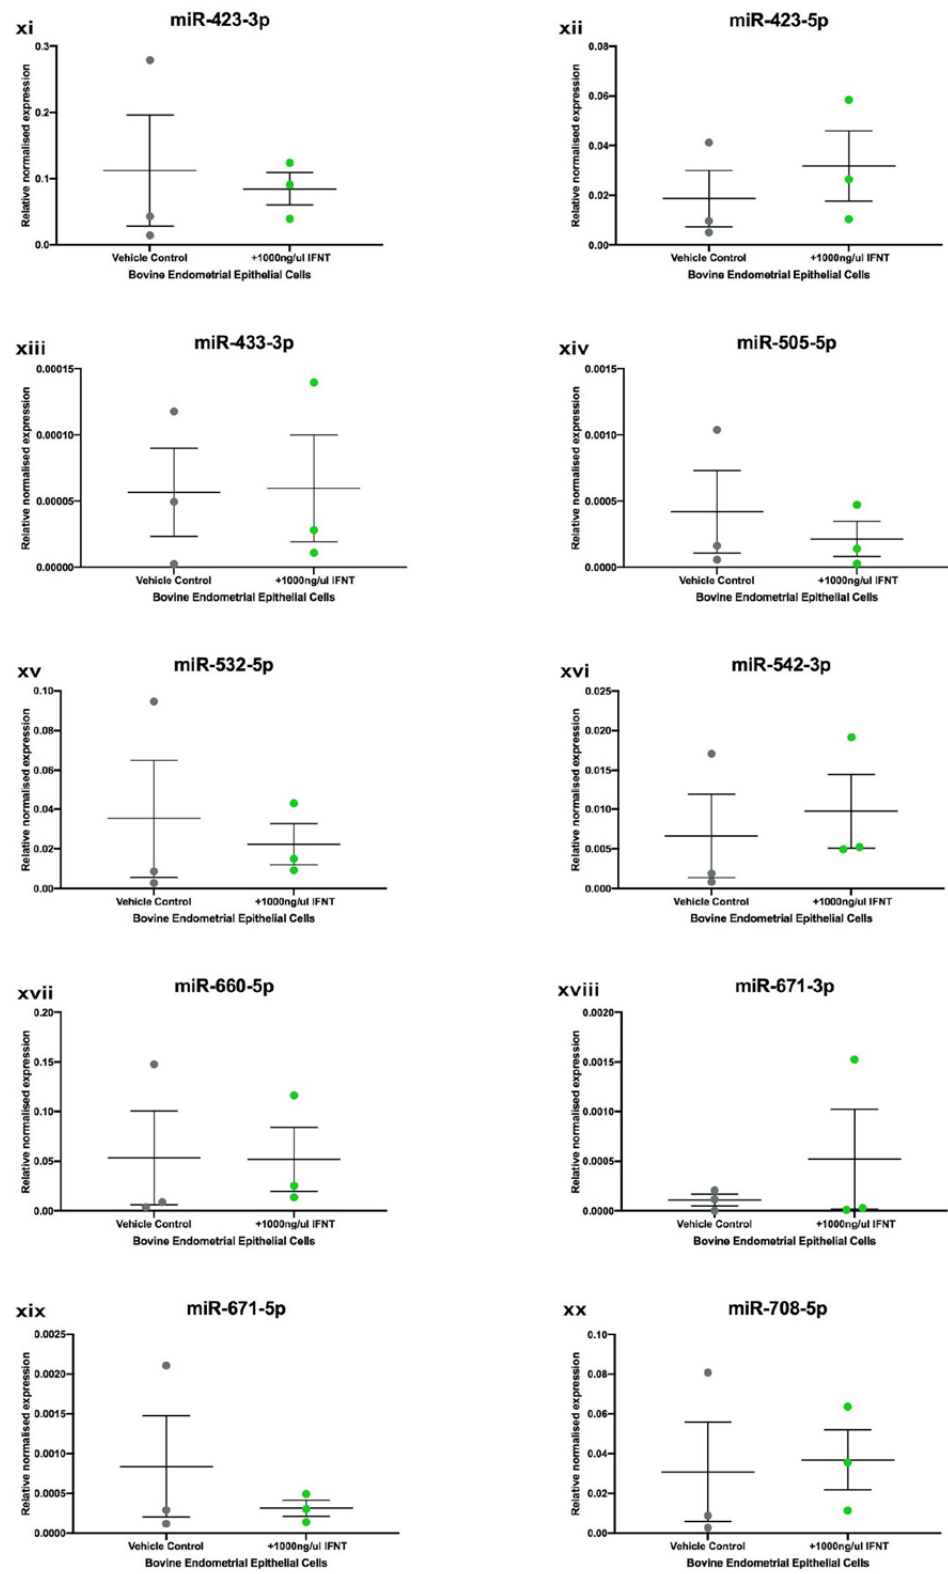 xi
miR-423-3p
Relative normalised expression
0.3
0.2
0.1
0.0
Vehicle Control
+1000ng/ul IFNT
Bovine Endometrial Epithelial Cells
xii
miR-423-5p
Relative normalised expression
0.08
0.06
0.04
0.02
0.00
Vehicle Control
+1000ng/ul IFNT
Bovine Endometrial Epithelial Cells
xiii
miR-433-3p
Relative normalised expression
0.00015
0.00010
0.00005
0.00000
Vehicle Control
+1000ng/ul IFNT
Bovine Endometrial Epithelial Cells
xiv
miR-505-5p
Relative normalised expression
0.0015
0.0010
0.0005
0.0000
Vehicle Control
+1000ng/ul IFNT
Bovine Endometrial Epithelial Cells
xv
miR-532-5p
Relative normalised expression
0.10
0.08
0.06
0.04
0.02
0.00
Vehicle Control
+1000ng/ul IFNT
Bovine Endometrial Epithelial Cells
xvi
miR-542-3p
Relative normalised expression
0.025
0.020
0.015
0.010
0.005
0.000
Vehicle Control
+1000ng/ul IFNT
Bovine Endometrial Epithelial Cells
xvii
miR-660-5p
Relative normalised expression
0.20
0.15
0.10
0.05
0.00
Vehicle Control
+1000ng/ul IFNT
Bovine Endometrial Epithelial Cells
xviii
miR-671-3p
Relative normalised expression
0.0020
0.0015
0.0010
0.0005
0.0000
Vehicle Control
+1000ng/ul IFNT
Bovine Endometrial Epithelial Cells
xix
miR-671-5p
Relative normalised expression
0.0025
0.0020
0.0015
0.0010
0.0005
0.0000
Vehicle Control
+1000ng/ul IFNT
Bovine Endometrial Epithelial Cells
xx
miR-708-5p
Relative normalised expression
0.10
0.08
0.06
0.04
0.02
0.00
Vehicle Control
+1000ng/ul IFNT
Bovine Endometrial Epithelial Cells